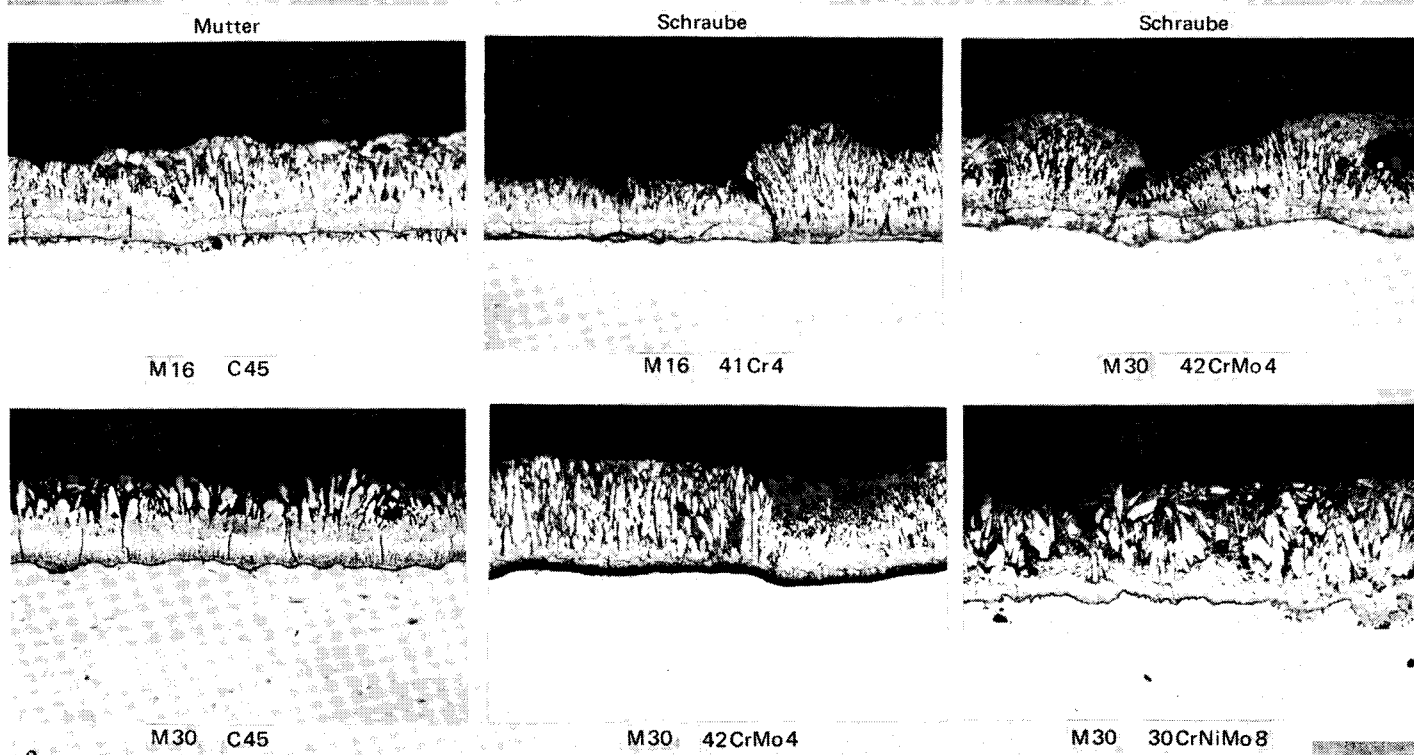 Mutter
Schraube
Schraube
M16 C45
M16 41Cr4
M30 42CrMo4
M30 C45
M30 42CrMo4
M30 30CrNiMo8